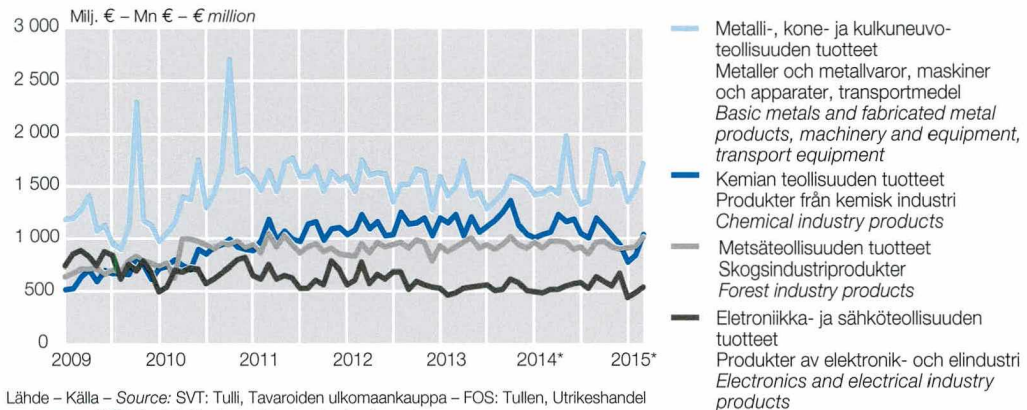 Milj. € – Mn € – € million
3 000
2 500
2 000
1 500
1 000
500
0
2009 2010 2011 2012 2013 2014* 2015*
Metalli-, kone- ja kulkuneuvo-
teollisuuden tuotteet
Metaller och metallvaror, maskiner
och apparater, transportmedel
Basic metals and fabricated metal
products, machinery and equipment,
transport equipment
Kemian teollisuuden tuotteet
Produkter från kemisk industri
Chemical industry products
Metsäteollisuuden tuotteet
Skogsindustriprodukter
Forest industry products
Eletroniikka- ja sähköteollisuuden
tuotteet
Produkter av elektronik- och elindustri
Electronics and electrical industry
products
Lähde – Källa – Source: SVT: Tulli, Tavaroiden ulkomaankauppa – FOS: Tullen, Utrikeshandel